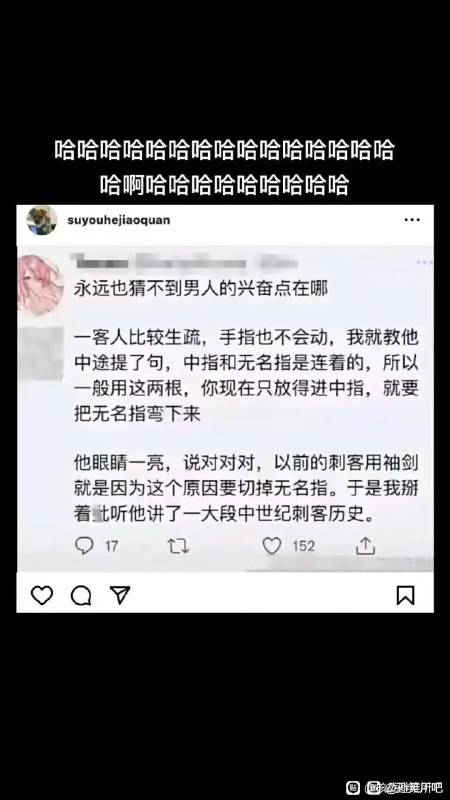 哈哈哈哈哈哈哈哈哈哈哈哈哈哈哈
哈啊哈哈哈哈哈哈哈哈哈
suyouhejiaoquan
永远也猜不到男人的兴奋点在哪
一客人比较生疏，手指也不会动，我就教他
中途提了句，中指和无名指是连着的，所以
一般用这两根，你现在只放得进中指，就要
把无名指弯下来
他眼睛一亮，说对对对，以前的刺客用袖剑
就是因为这个原因要切掉无名指。于是我掰
着 听他讲了一大段中世纪刺客历史。
17
152